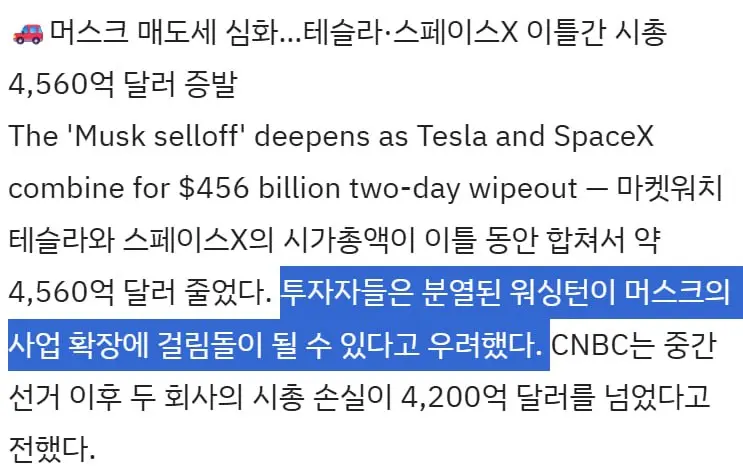 🚗머스크 매도세 심화...테슬라·스페이스X 이틀간 시총
4,560억 달러 증발
The 'Musk selloff' deepens as Tesla and SpaceX
combine for $456 billion two-day wipeout — 마켓워치
테슬라와 스페이스X의 시가총액이 이틀 동안 합쳐서 약
4,560억 달러 줄었다. 투자자들은 분열된 워싱턴이 머스크의
사업 확장에 걸림돌이 될 수 있다고 우려했다. CNBC는 중간
선거 이후 두 회사의 시총 손실이 4,200억 달러를 넘었다고
전했다.